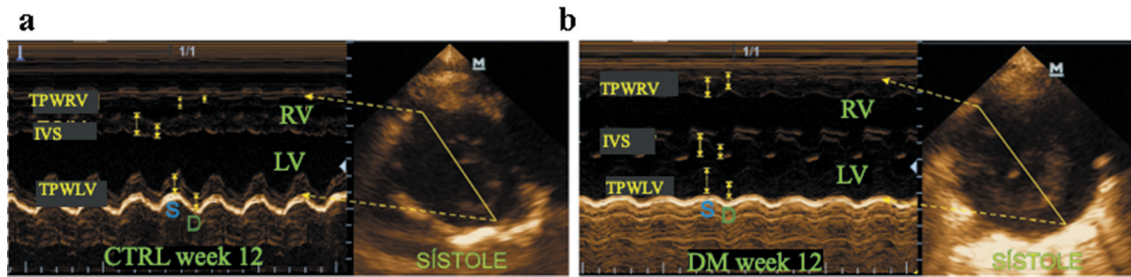 a
1/1
TPWRV
RV
IVS
LV
TPWLV
S
D
CTRL week 12
M
SÍSTOLE
b
1/1
TPWRV
RV
IVS
LV
TPWLV
S
D
DM week 12
M
SÍSTOLE